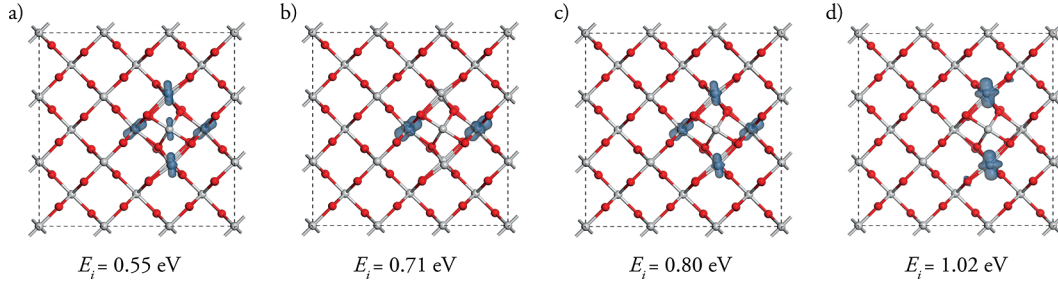 a)
b)
c)
d)
E_i = 0.55 eV
E_i = 0.71 eV
E_i = 0.80 eV
E_i = 1.02 eV